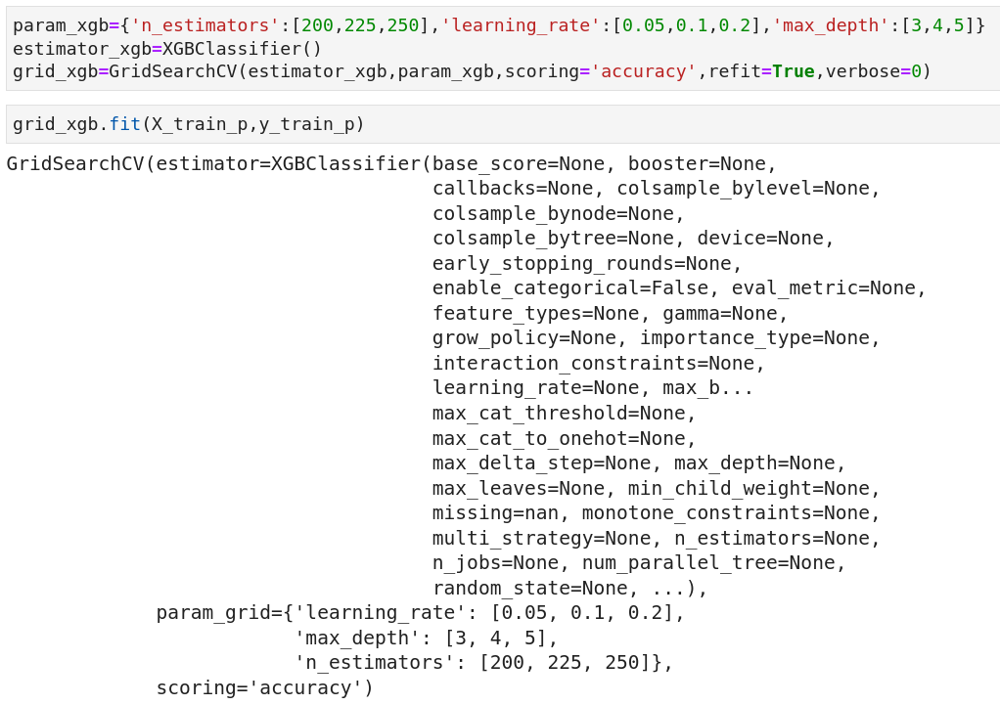 param_xgb={'n_estimators':[200,225,250],'learning_rate':[0.05,0.1,0.2],'max_depth':[3,4,5]}
estimator_xgb=XGBClassifier()
grid_xgb=GridSearchCV(estimator_xgb,param_xgb,scoring='accuracy',refit=True,verbose=0)
grid_xgb.fit(X_train_p,y_train_p)
GridSearchCV(estimator=XGBClassifier(base_score=None, booster=None,
                                     callbacks=None, colsample_bylevel=None,
                                     colsample_bynode=None,
                                     colsample_bytree=None, device=None,
                                     early_stopping_rounds=None,
                                     enable_categorical=False, eval_metric=None,
                                     feature_types=None, gamma=None,
                                     grow_policy=None, importance_type=None,
                                     interaction_constraints=None,
                                     learning_rate=None, max_b...
                                     max_cat_threshold=None,
                                     max_cat_to_onehot=None,
                                     max_delta_step=None, max_depth=None,
                                     max_leaves=None, min_child_weight=None,
                                     missing=nan, monotone_constraints=None,
                                     multi_strategy=None, n_estimators=None,
                                     n_jobs=None, num_parallel_tree=None,
                                     random_state=None, ...),
             param_grid={'learning_rate': [0.05, 0.1, 0.2],
                         'max_depth': [3, 4, 5],
                         'n_estimators': [200, 225, 250]},
             scoring='accuracy')